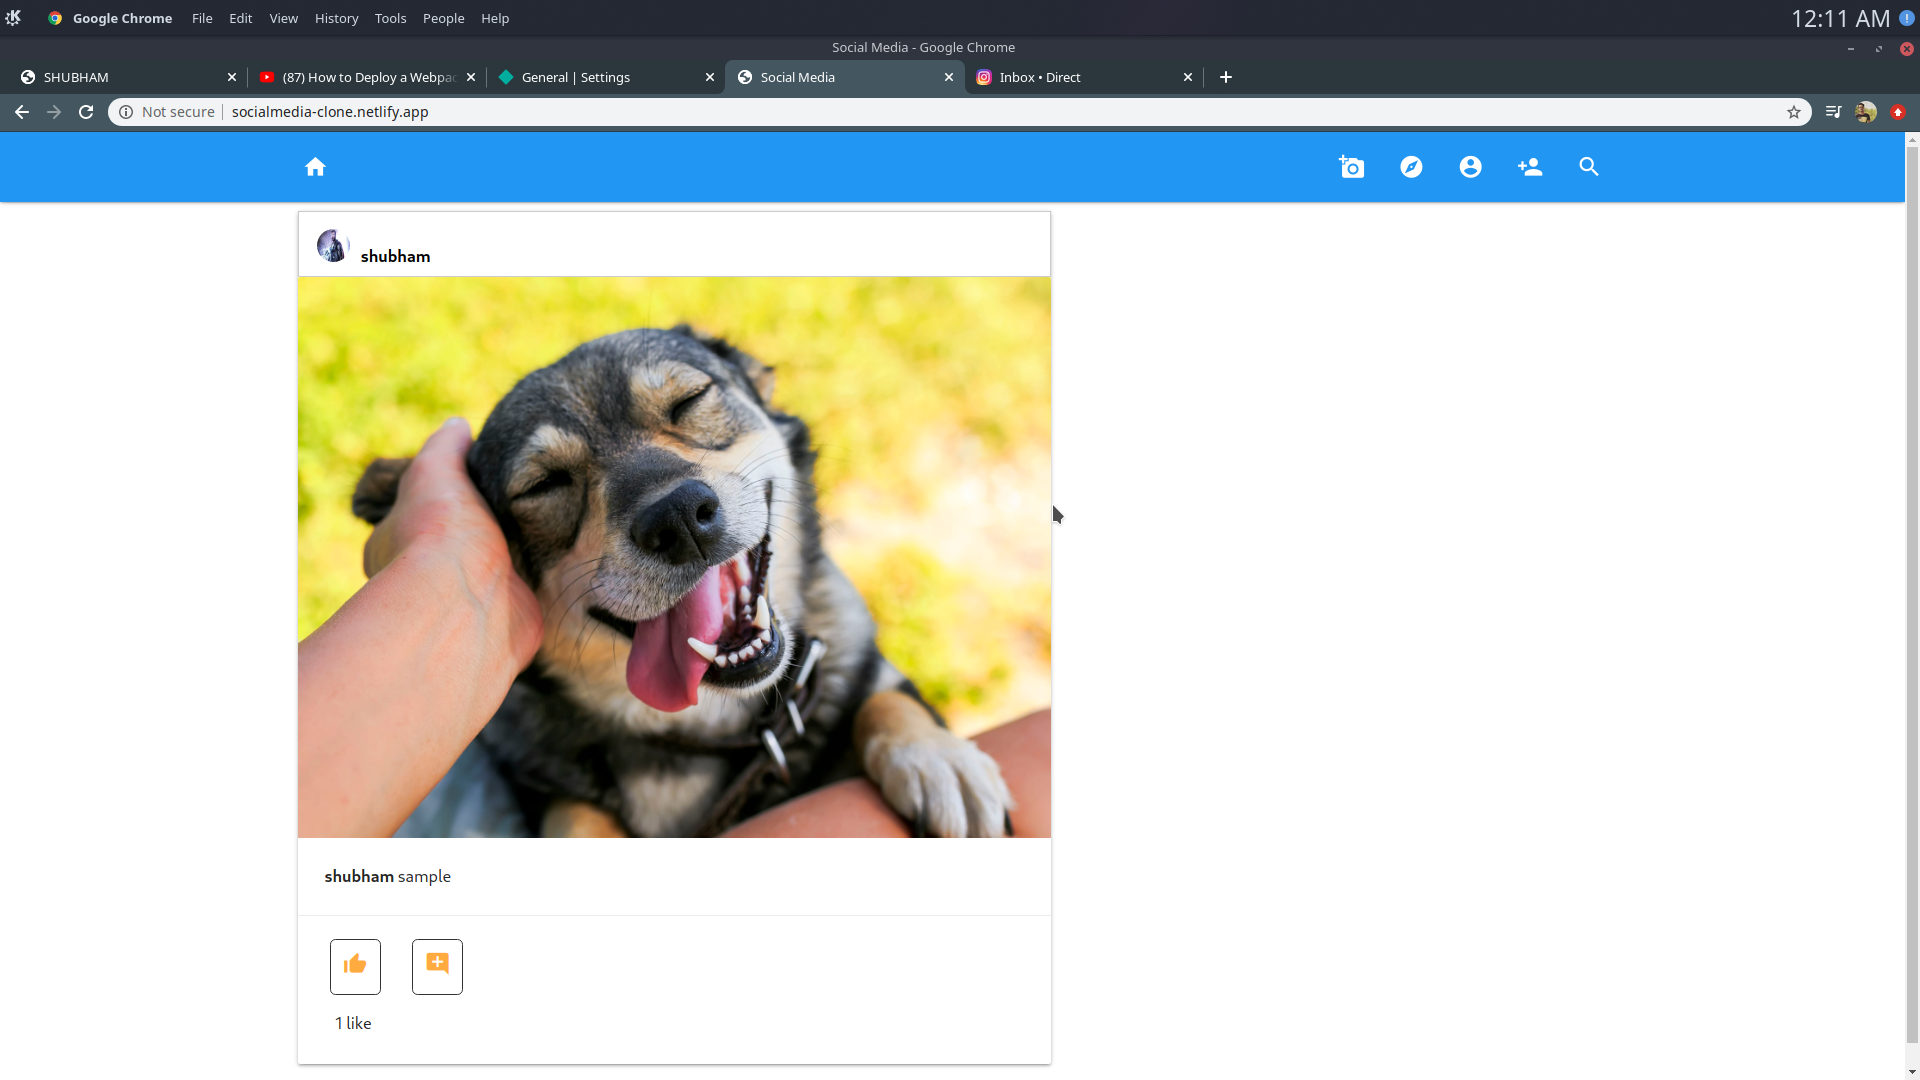 Google Chrome File Edit View History Tools People Help 12:11 AM
Social Media - Google Chrome
SHUBHAM (87) How to Deploy a Webpac General | Settings Social Media Inbox • Direct
Not secure socialmedia-clone.netlify.app
shubham
shubham sample
1 like